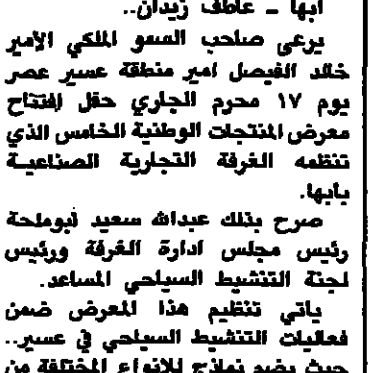 ابها ــ عاطف زيدان..
يرعى صاحب السمو الملكي الأمير
خالد الفيصل امير منطقة عسير عصر
يوم ١٧ محرم الجاري حفل افتتاح
معرض المنتجات الوطنية الخامس الذي
تنظمه الغرفة التجارية الصناعية
بابها.
صرح بذلك عبدالله سعيد ابوملحة
رئيس مجلس ادارة الغرفة ورئيس
لجنة التنشيط السياحي المساعد.
ياتي تنظيم هذا المعرض ضمن
فعاليات التنشيط السياحي في عسير..
حيث يضم نماذج للانواع المختلفة من